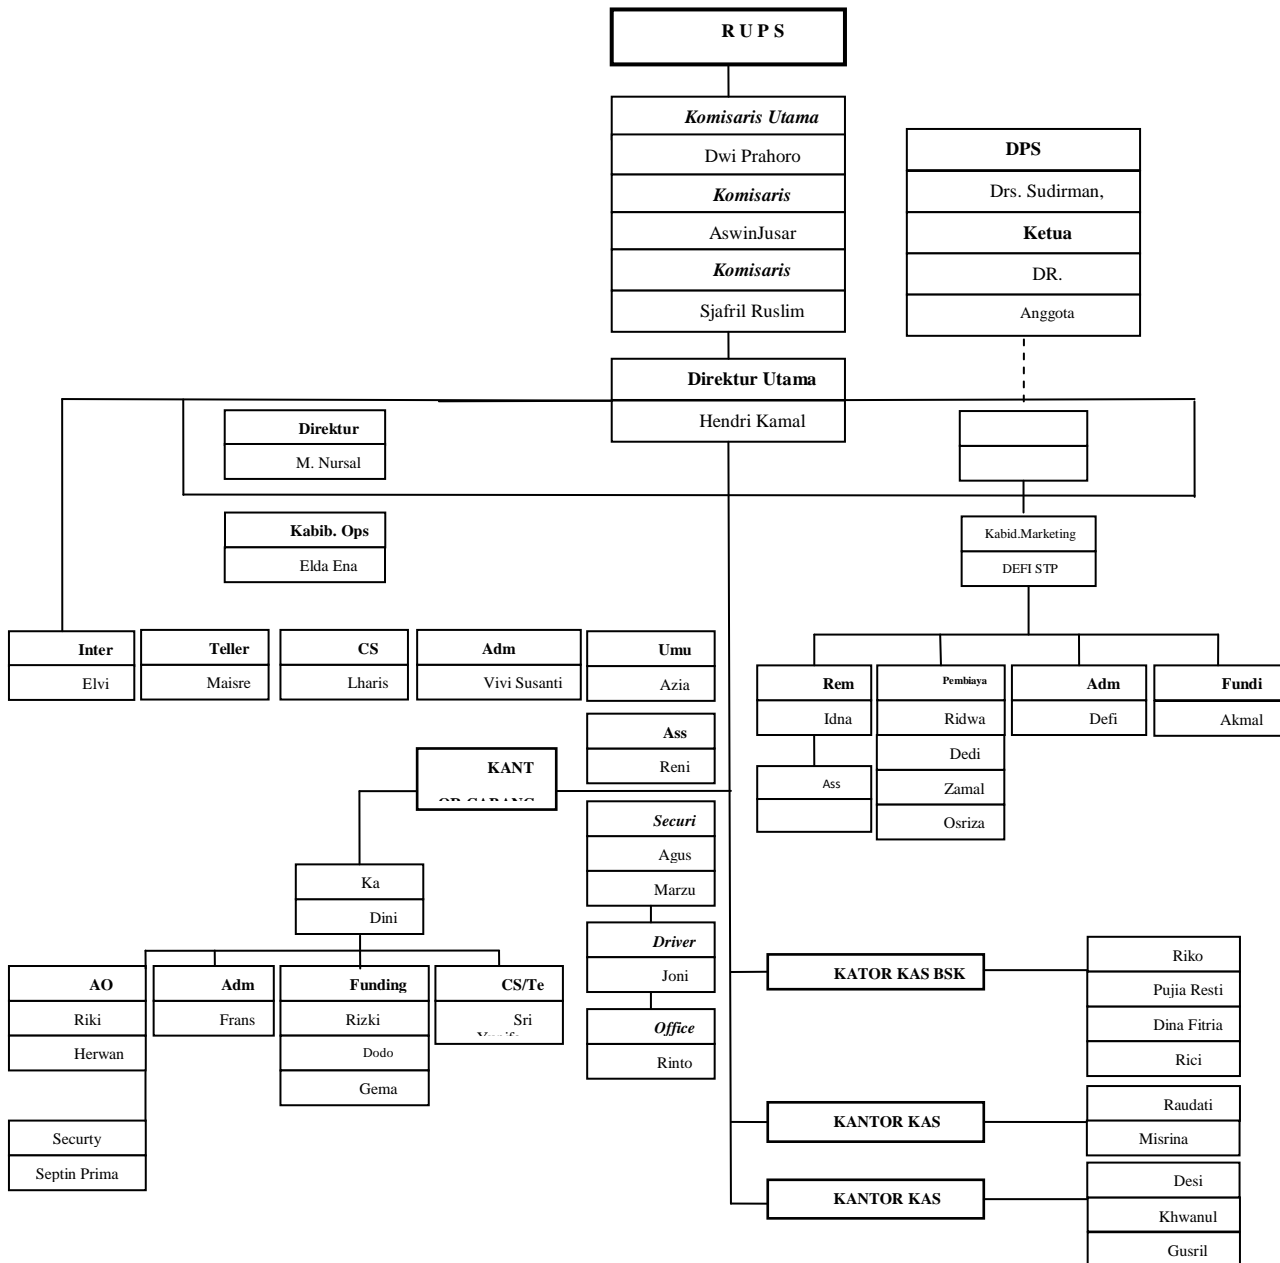 R U P S
Komisaris Utama
Dwi Prahoro
Komisaris
AswinJusar
Komisaris
Sjafril Ruslim
DPS
Drs. Sudirman,
Ketua
DR.
Anggota
Direktur Utama
Hendri Kamal
Direktur
M. Nursal
Kabib. Ops
Elda Ena
Kabid.Marketing
DEFI STP
Inter
Elvi
Teller
Maisre
CS
Lharis
Adm
Vivi Susanti
Umu
Azia
Ass
Reni
Securi
Agus
Marzu
Driver
Joni
Office
Rinto
Rem
Idna
Ass
Pembiaya
Ridwa
Dedi
Zamal
Osriza
Adm
Defi
Fundi
Akmal
KANT
Ka
Dini
AO
Riki
Herwan
Adm
Frans
Funding
Rizki
Dodo
Gema
CS/Te
Sri
Securty
Septin Prima
KATOR KAS BSK
Riko
Pujia Resti
Dina Fitria
Rici
KANTOR KAS
Raudati
Misrina
KANTOR KAS
Desi
Khwanul
Gusril